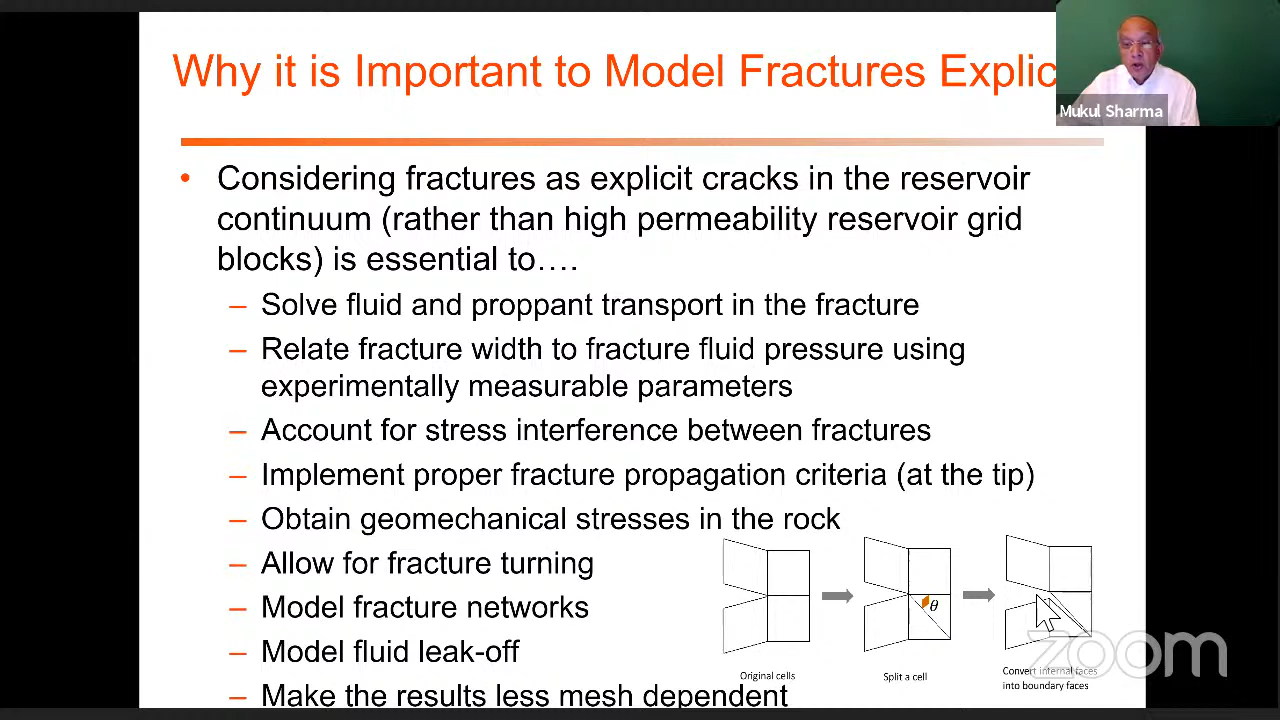 Why it is Important to Model Fractures Explic
Mukul Sharma
• Considering fractures as explicit cracks in the reservoir
continuum (rather than high permeability reservoir grid
blocks) is essential to….
– Solve fluid and proppant transport in the fracture
– Relate fracture width to fracture fluid pressure using
experimentally measurable parameters
– Account for stress interference between fractures
– Implement proper fracture propagation criteria (at the tip)
– Obtain geomechanical stresses in the rock
– Allow for fracture turning
– Model fracture networks
– Model fluid leak-off
– Make the results less mesh dependent
θ
Original cells
Split a cell
Convert internal faces
into boundary faces
zoom